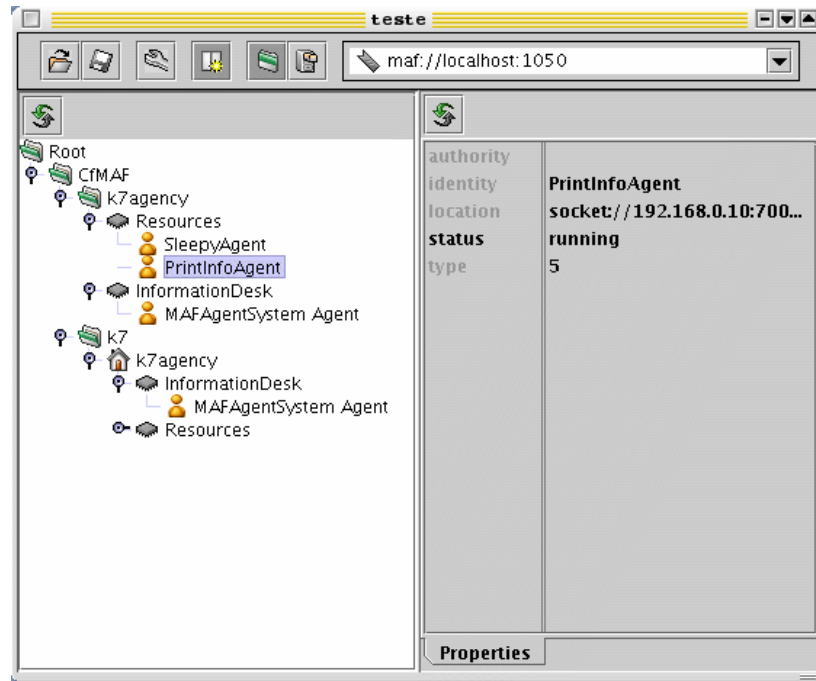 teste
maf://localhost:1050
Root
CfMAF
k7agency
Resources
SleepyAgent
PrintInfoAgent
InformationDesk
MAFAgentSystem Agent
k7
k7agency
InformationDesk
MAFAgentSystem Agent
Resources
authority
identity PrintInfoAgent
location socket://192.168.0.10:700...
status running
type 5
Properties